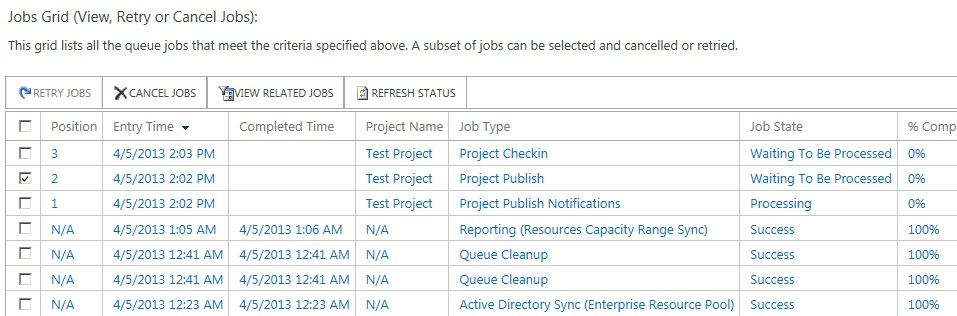 Jobs Grid (View, Retry or Cancel Jobs):
This grid lists all the queue jobs that meet the criteria specified above. A subset of jobs can be selected and cancelled or retried.
RETRY JOBS CANCEL JOBS VIEW RELATED JOBS REFRESH STATUS
Position Entry Time Completed Time Project Name Job Type Job State % Comp
3 4/5/2013 2:03 PM Test Project Project Checkin Waiting To Be Processed 0%
2 4/5/2013 2:02 PM Test Project Project Publish Waiting To Be Processed 0%
1 4/5/2013 2:02 PM Test Project Project Publish Notifications Processing 0%
N/A 4/5/2013 1:05 AM 4/5/2013 1:06 AM N/A Reporting (Resources Capacity Range Sync) Success 100%
N/A 4/5/2013 12:41 AM 4/5/2013 12:41 AM N/A Queue Cleanup Success 100%
N/A 4/5/2013 12:41 AM 4/5/2013 12:41 AM N/A Queue Cleanup Success 100%
N/A 4/5/2013 12:23 AM 4/5/2013 12:23 AM N/A Active Directory Sync (Enterprise Resource Pool) Success 100%